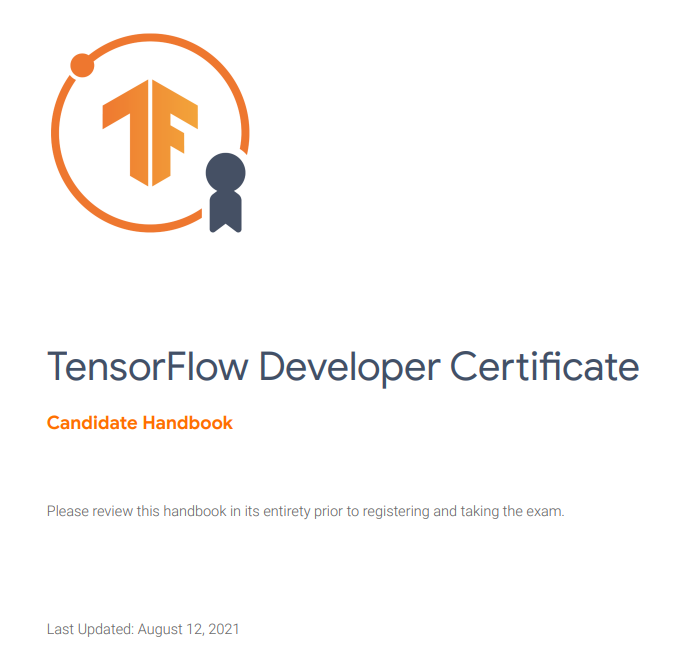 TensorFlow Developer Certificate
Candidate Handbook
Please review this handbook in its entirety prior to registering and taking the exam.
Last Updated: August 12, 2021